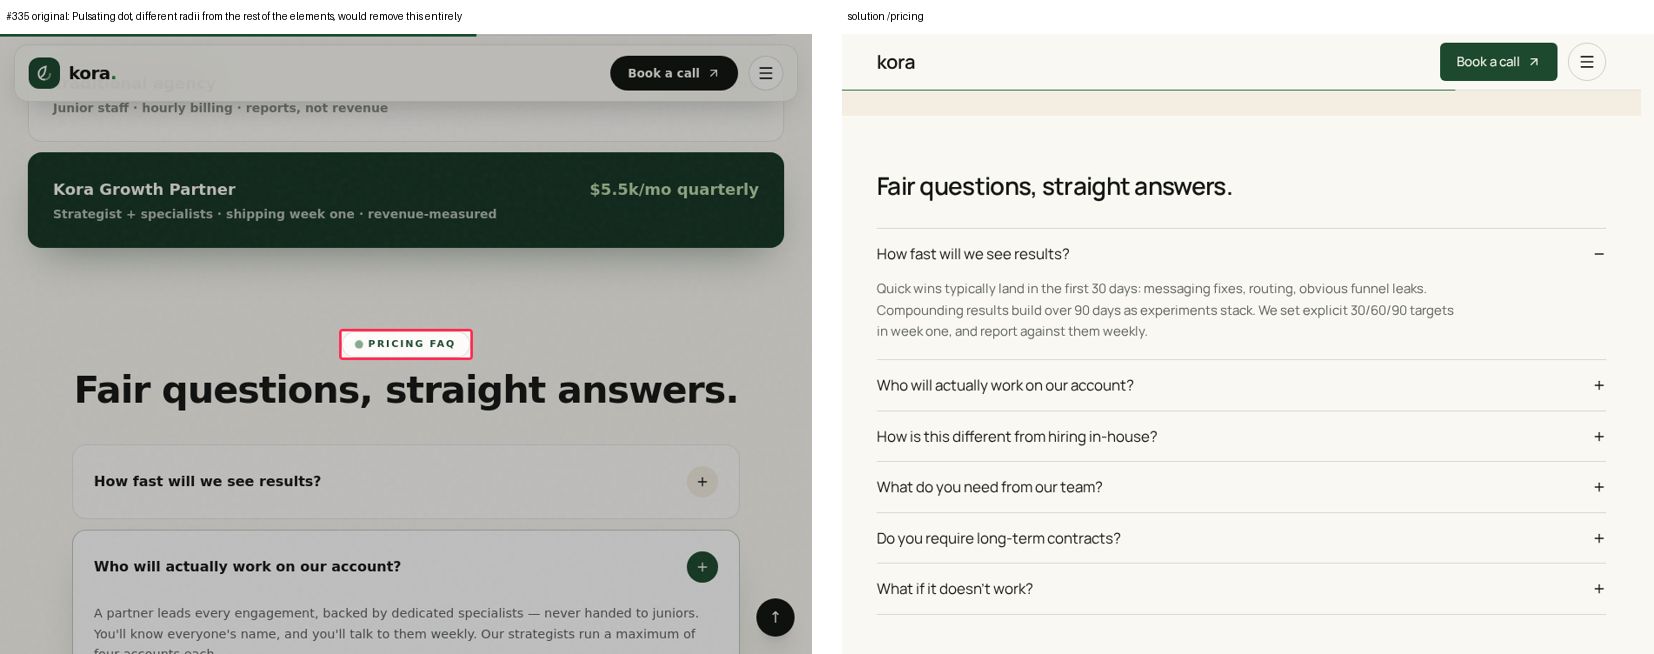 #335 original: Pulsating dot, different radii from the rest of the elements, would remove this entirely
kora.
Book a call
Junior staff · hourly billing · reports, not revenue
Kora Growth Partner
$5.5k/mo quarterly
Strategist + specialists · shipping week one · revenue-measured
PRICING FAQ
Fair questions, straight answers.
How fast will we see results?
Who will actually work on our account?
A partner leads every engagement, backed by dedicated specialists — never handed to juniors.
You'll know everyone's name, and you'll talk to them weekly. Our strategists run a maximum of
four accounts each.
solution /pricing
kora
Book a call
Fair questions, straight answers.
How fast will we see results?
Quick wins typically land in the first 30 days: messaging fixes, routing, obvious funnel leaks.
Compounding results build over 90 days as experiments stack. We set explicit 30/60/90 targets
in week one, and report against them weekly.
Who will actually work on our account?
How is this different from hiring in-house?
What do you need from our team?
Do you require long-term contracts?
What if it doesn't work?